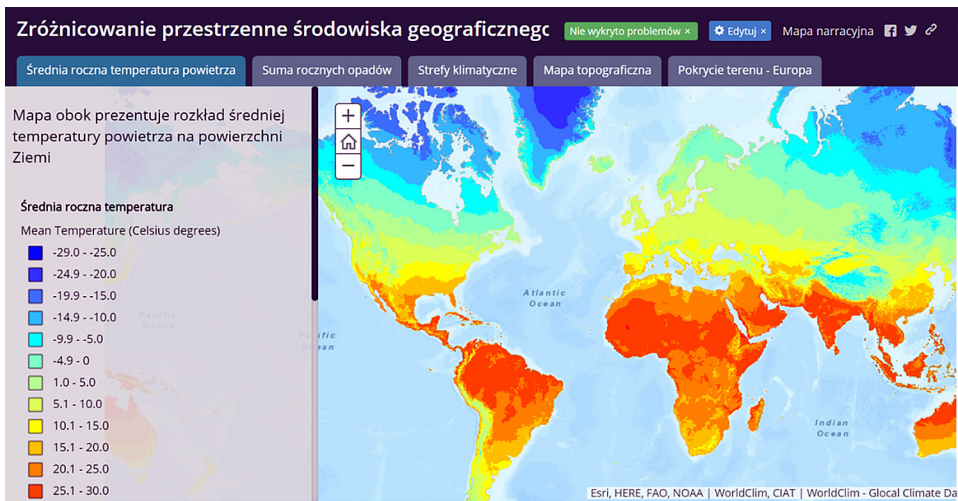 Zróżnicowanie przestrzenne środowiska geograficznegc
Nie wykryto problemów ×
Edytuj ×
Mapa narracyjna
Średnia roczna temperatura powietrza
Suma rocznych opadów
Strefy klimatyczne
Mapa topograficzna
Pokrycie terenu - Europa
Mapa obok prezentuje rozkład średniej
temperatury powietrza na powierzchni
Ziemi
Średnia roczna temperatura
Mean Temperature (Celsius degrees)
-29.0 - -25.0
-24.9 - -20.0
-19.9 - -15.0
-14.9 - -10.0
-9.9 - -5.0
-4.9 - 0
1.0 - 5.0
5.1 - 10.0
10.1 - 15.0
15.1 - 20.0
20.1 - 25.0
25.1 - 30.0
Pacific
Ocean
Atlantic
Ocean
Indian
Ocean
Esri, HERE, FAO, NOAA | WorldClim, CIAT | WorldClim - Glocal Climate Da